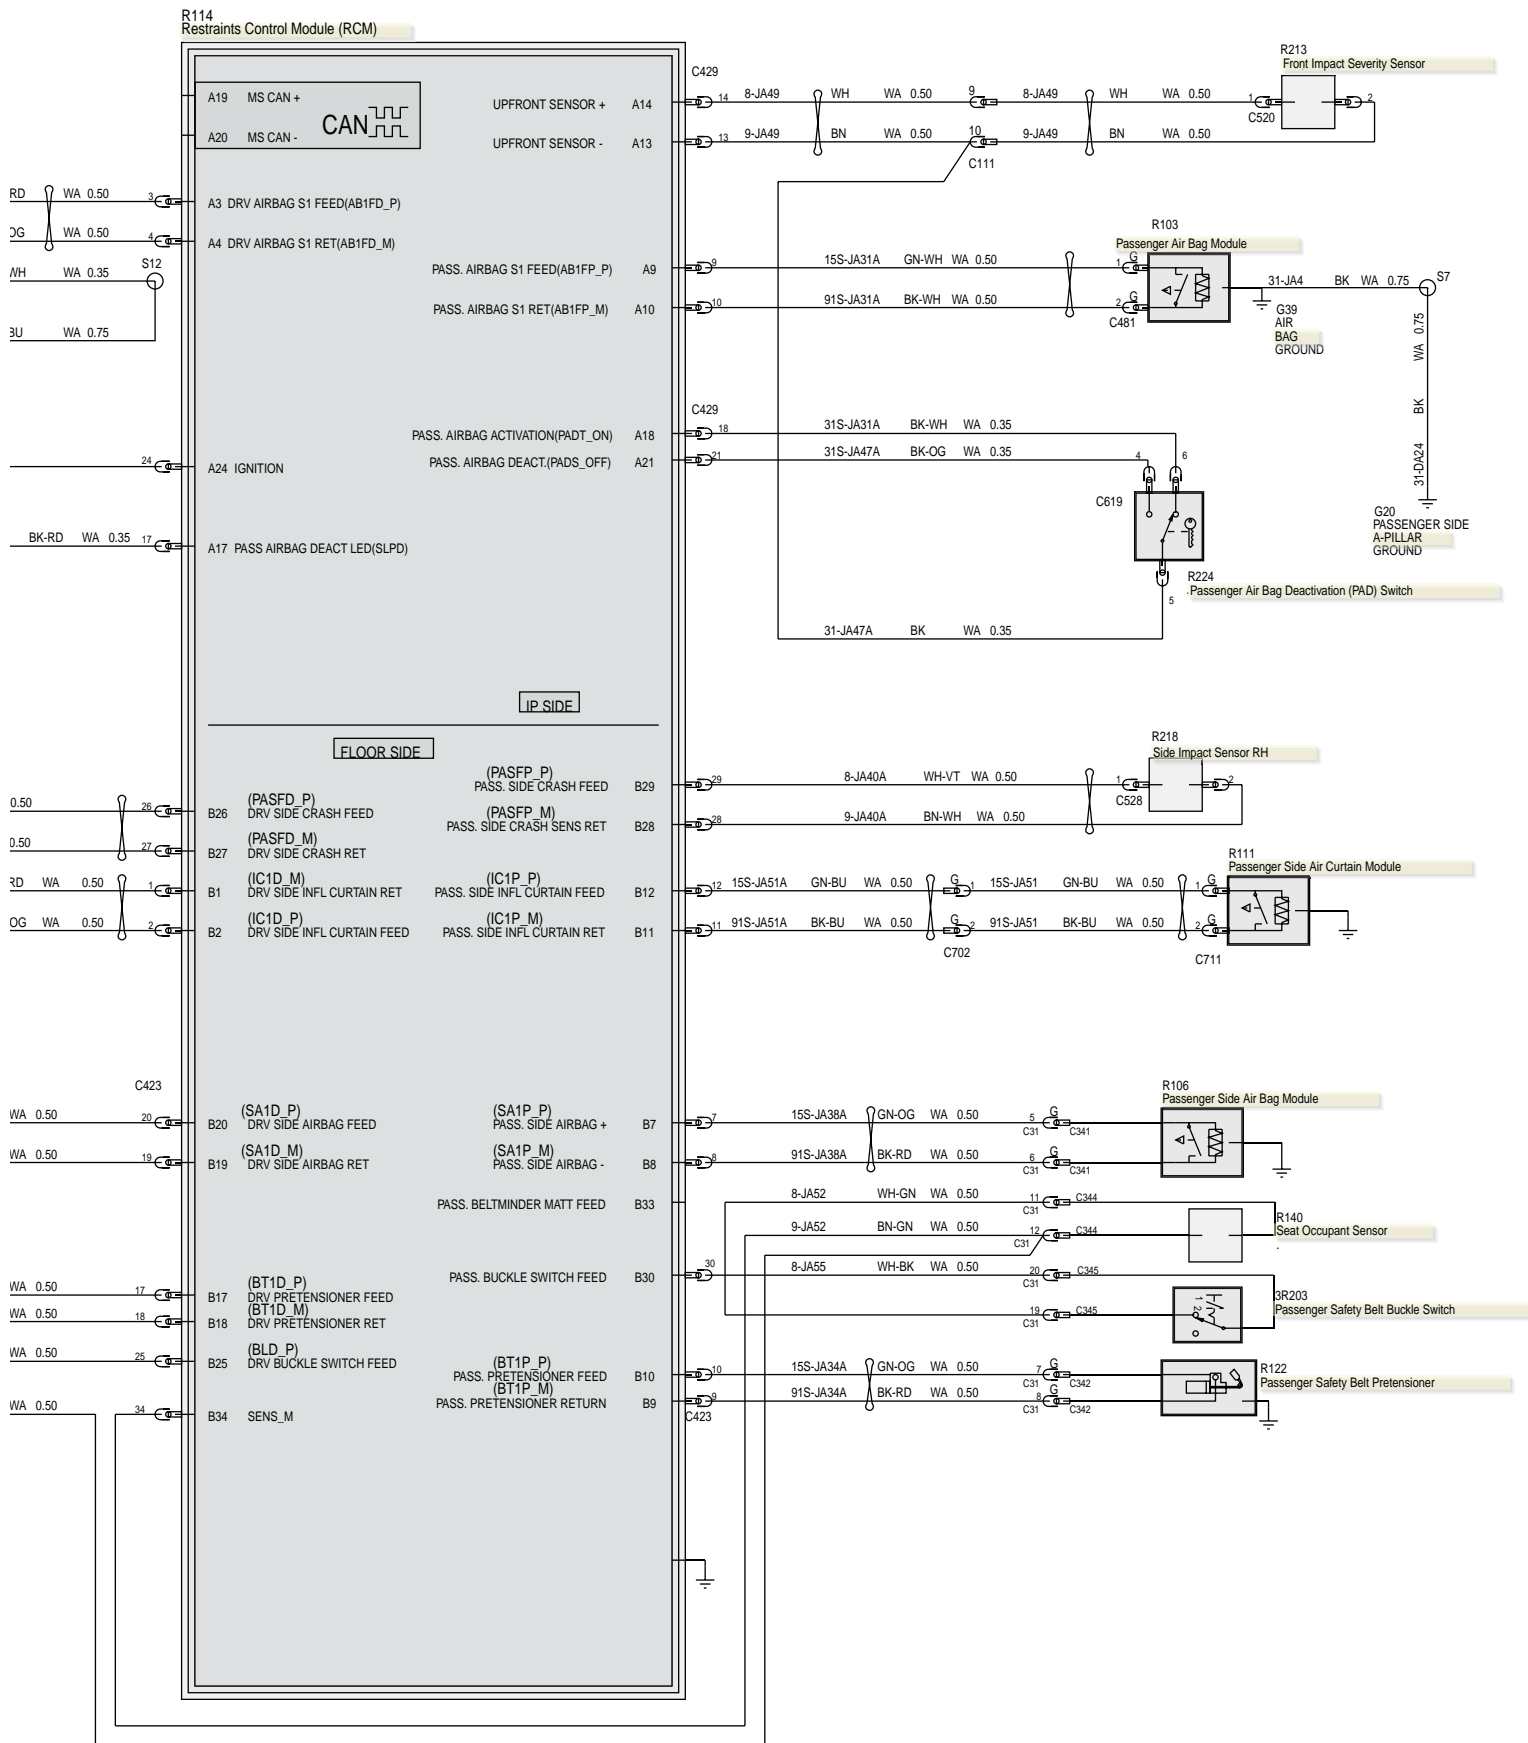 R114
Restraints Control Module (RCM)
C429
R213
Front Impact Severity Sensor
A19 MS CAN +
A20 MS CAN -
CAN
UPFRONT SENSOR + A14
14 8-JA49 WH WA 0.50 9 8-JA49 WH WA 0.50 1 2
C520
UPFRONT SENSOR - A13
13 9-JA49 BN WA 0.50 10 9-JA49 BN WA 0.50
C111
RD WA 0.50 3
A3 DRV AIRBAG S1 FEED(AB1FD_P)
OG WA 0.50 4
A4 DRV AIRBAG S1 RET(AB1FD_M)
R103
Passenger Air Bag Module
WH WA 0.35 S12
PASS. AIRBAG S1 FEED(AB1FP_P) A9
9 15S-JA31A GN-WH WA 0.50 1 G
31-JA4 BK WA 0.75 S7
PASS. AIRBAG S1 RET(AB1FP_M) A10
10 91S-JA31A BK-WH WA 0.50 2 G
C481
G39
AIR
BAG
GROUND
BU WA 0.75
WA 0.75
BK
31-DA24
C429
PASS. AIRBAG ACTIVATION(PADT_ON) A18
18 31S-JA31A BK-WH WA 0.35
PASS. AIRBAG DEACT.(PADS_OFF) A21
21 31S-JA47A BK-OG WA 0.35 4 6
24
A24 IGNITION
C619
G20
PASSENGER SIDE
A-PILLAR
GROUND
BK-RD WA 0.35 17
A17 PASS AIRBAG DEACT LED(SLPD)
R224
Passenger Air Bag Deactivation (PAD) Switch
5
31-JA47A BK WA 0.35
IP SIDE
FLOOR SIDE
R218
Side Impact Sensor RH
(PASFP_P)
PASS. SIDE CRASH FEED B29
29 8-JA40A WH-VT WA 0.50 1 2
C528
0.50 26
B26 (PASFD_P)
DRV SIDE CRASH FEED
(PASFP_M)
PASS. SIDE CRASH SENS RET B28
28 9-JA40A BN-WH WA 0.50
0.50 27
B27 (PASFD_M)
DRV SIDE CRASH RET
R111
Passenger Side Air Curtain Module
RD WA 0.50 1
B1 (IC1D_M)
DRV SIDE INFL CURTAIN RET
(IC1P_P)
PASS. SIDE INFL CURTAIN FEED B12
12 15S-JA51A GN-BU WA 0.50 G 1 15S-JA51 GN-BU WA 0.50 1 G
OG WA 0.50 2
B2 (IC1D_P)
DRV SIDE INFL CURTAIN FEED
(IC1P_M)
PASS. SIDE INFL CURTAIN RET B11
11 91S-JA51A BK-BU WA 0.50 G 2 91S-JA51 BK-BU WA 0.50 2 G
C702
C711
C423
R106
Passenger Side Air Bag Module
WA 0.50 20
B20 (SA1D_P)
DRV SIDE AIRBAG FEED
(SA1P_P)
PASS. SIDE AIRBAG + B7
7 15S-JA38A GN-OG WA 0.50 5 G
C31 C341
WA 0.50 19
B19 (SA1D_M)
DRV SIDE AIRBAG RET
(SA1P_M)
PASS. SIDE AIRBAG - B8
8 91S-JA38A BK-RD WA 0.50 6 G
C31 C341
PASS. BELTMINDER MATT FEED B33
8-JA52 WH-GN WA 0.50 11 C344
C31
9-JA52 BN-GN WA 0.50 12 C344
C31
R140
Seat Occupant Sensor
PASS. BUCKLE SWITCH FEED B30
30 8-JA55 WH-BK WA 0.50 20 C345
C31
WA 0.50 17
B17 (BT1D_P)
DRV PRETENSIONER FEED
1
2
3R203
Passenger Safety Belt Buckle Switch
19 C345
C31
WA 0.50 18
B18 (BT1D_M)
DRV PRETENSIONER RET
WA 0.50 25
B25 (BLD_P)
DRV BUCKLE SWITCH FEED
(BT1P_P)
PASS. PRETENSIONER FEED B10
10 15S-JA34A GN-OG WA 0.50 7 G
C31 C342
R122
Passenger Safety Belt Pretensioner
(BT1P_M)
PASS. PRETENSIONER RETURN B9
9 91S-JA34A BK-RD WA 0.50 8 G
C31 C342
C423
WA 0.50 34
B34 SENS_M